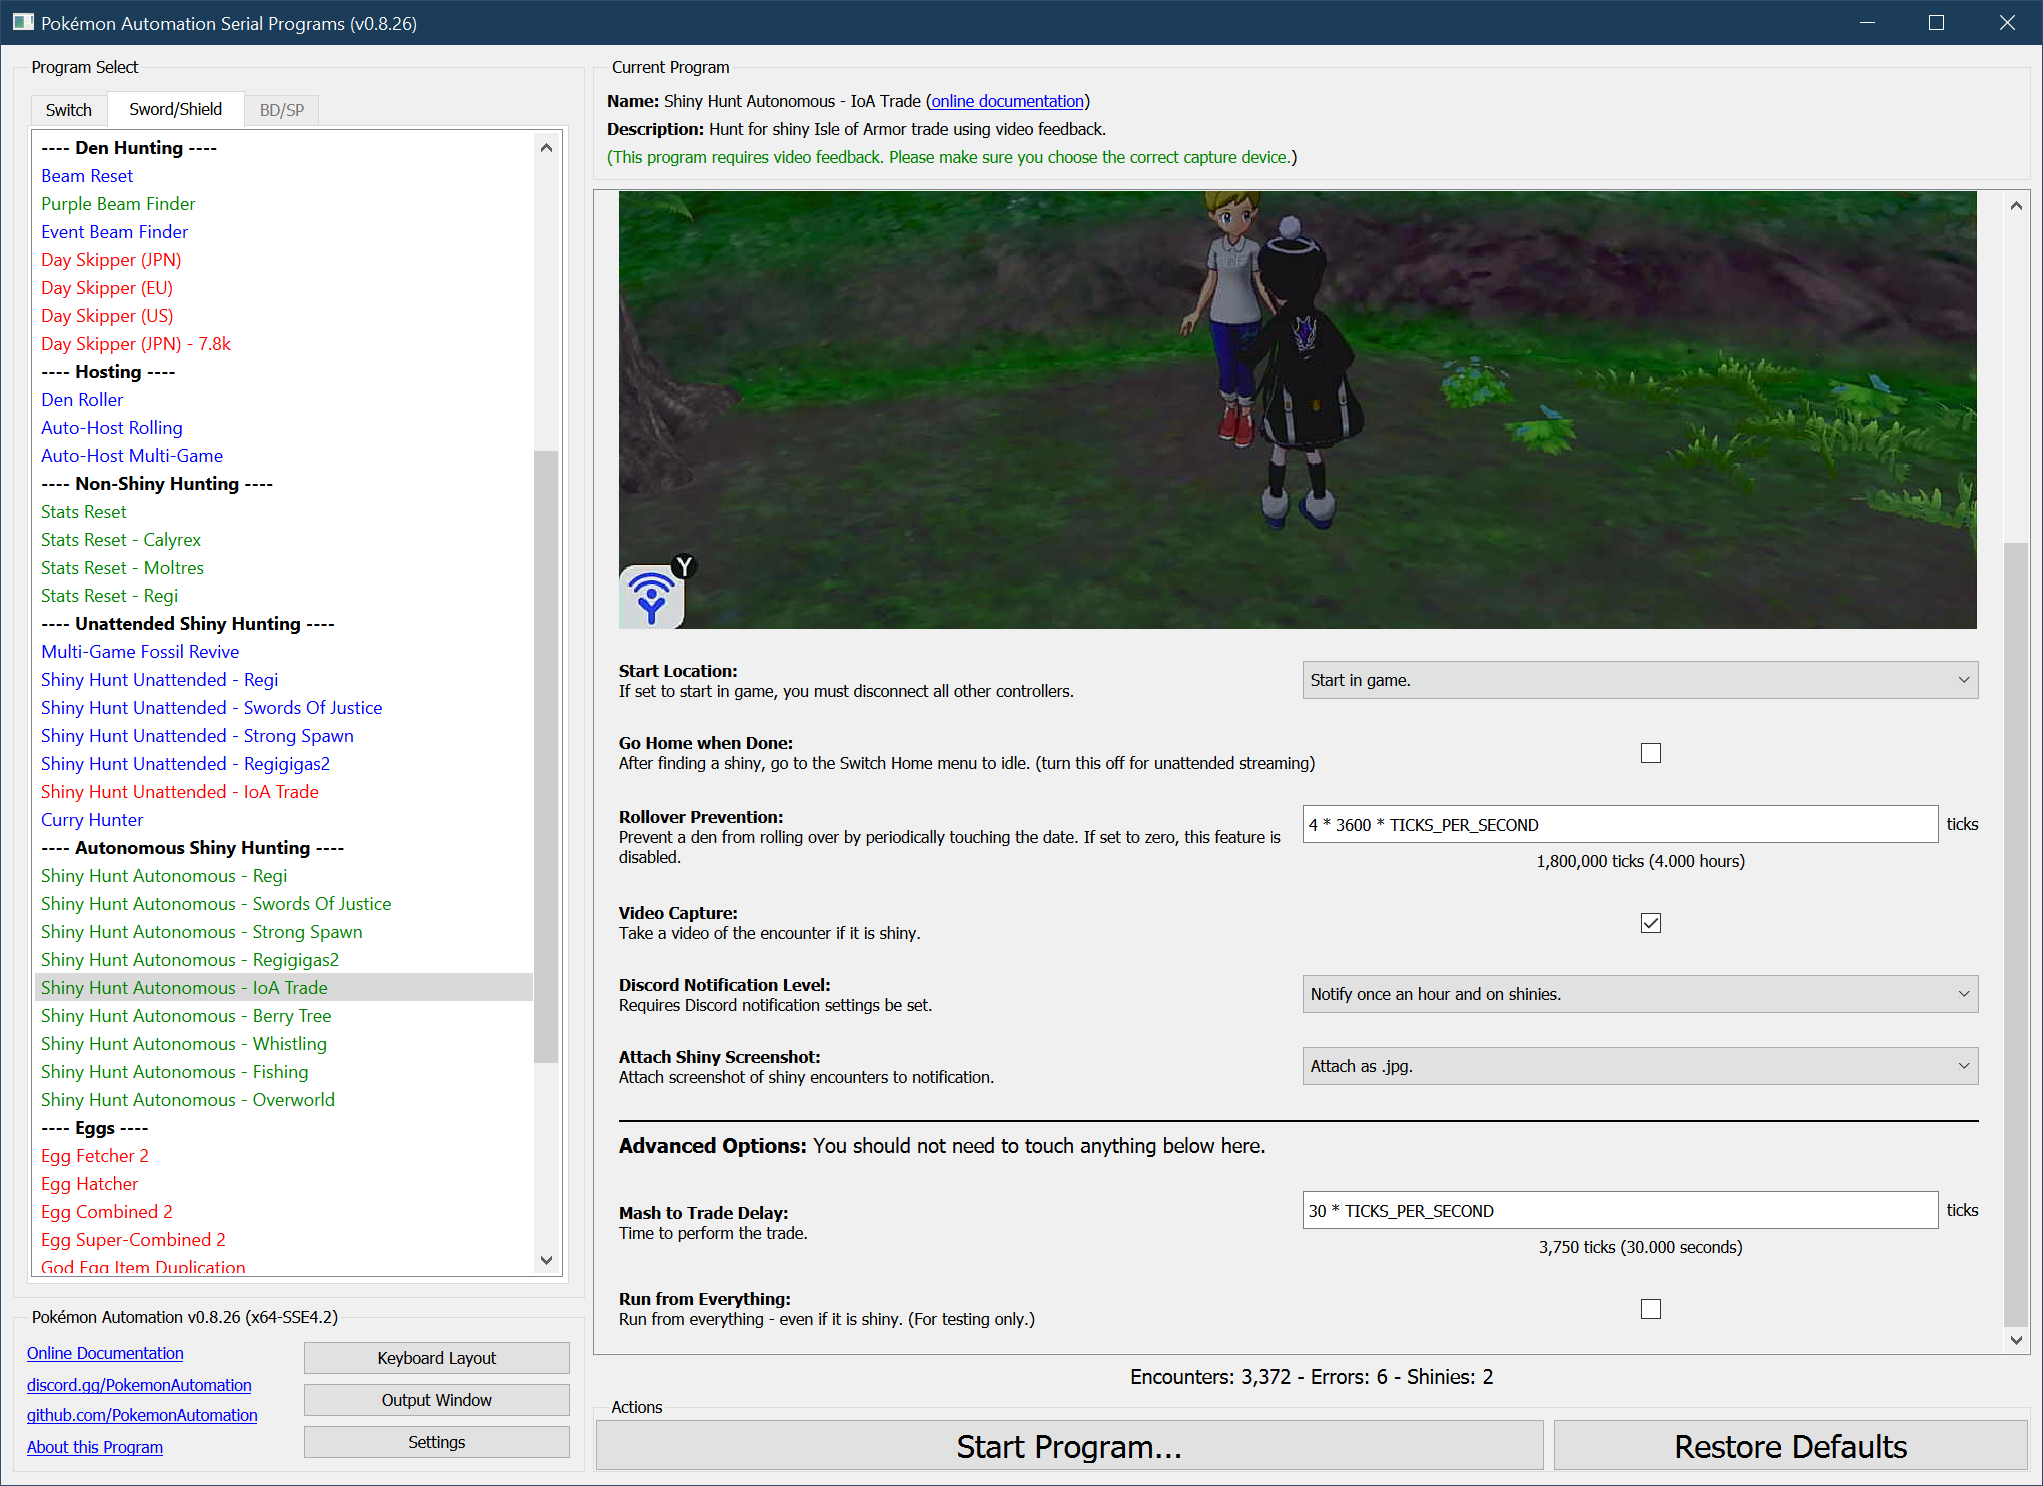 Pokémon Automation Serial Programs (v0.8.26)
Program Select
Switch
Sword/Shield
BD/SP
---- Den Hunting ----
Beam Reset
Purple Beam Finder
Event Beam Finder
Day Skipper (JPN)
Day Skipper (EU)
Day Skipper (US)
Day Skipper (JPN) - 7.8k
---- Hosting ----
Den Roller
Auto-Host Rolling
Auto-Host Multi-Game
---- Non-Shiny Hunting ----
Stats Reset
Stats Reset - Calyrex
Stats Reset - Moltres
Stats Reset - Regi
---- Unattended Shiny Hunting ----
Multi-Game Fossil Revive
Shiny Hunt Unattended - Regi
Shiny Hunt Unattended - Swords Of Justice
Shiny Hunt Unattended - Strong Spawn
Shiny Hunt Unattended - Regigigas2
Shiny Hunt Unattended - IoA Trade
Curry Hunter
---- Autonomous Shiny Hunting ----
Shiny Hunt Autonomous - Regi
Shiny Hunt Autonomous - Swords Of Justice
Shiny Hunt Autonomous - Strong Spawn
Shiny Hunt Autonomous - Regigigas2
Shiny Hunt Autonomous - IoA Trade
Shiny Hunt Autonomous - Berry Tree
Shiny Hunt Autonomous - Whistling
Shiny Hunt Autonomous - Fishing
Shiny Hunt Autonomous - Overworld
---- Eggs ----
Egg Fetcher 2
Egg Hatcher
Egg Combined 2
Egg Super-Combined 2
God Egg Item Duplication
Pokémon Automation v0.8.26 (x64-SSE4.2)
Online Documentation
discord.gg/PokemonAutomation
github.com/PokemonAutomation
About this Program
Keyboard Layout
Output Window
Settings
Current Program
Name: Shiny Hunt Autonomous - IoA Trade (online documentation)
Description: Hunt for shiny Isle of Armor trade using video feedback.
(This program requires video feedback. Please make sure you choose the correct capture device.)
Y
Start Location:
If set to start in game, you must disconnect all other controllers.
Start in game.
Go Home when Done:
After finding a shiny, go to the Switch Home menu to idle. (turn this off for unattended streaming)
Rollover Prevention:
Prevent a den from rolling over by periodically touching the date. If set to zero, this feature is
disabled.
4 * 3600 * TICKS_PER_SECOND
ticks
1,800,000 ticks (4.000 hours)
Video Capture:
Take a video of the encounter if it is shiny.
Discord Notification Level:
Requires Discord notification settings be set.
Notify once an hour and on shinies.
Attach Shiny Screenshot:
Attach screenshot of shiny encounters to notification.
Attach as .jpg.
Advanced Options: You should not need to touch anything below here.
Mash to Trade Delay:
Time to perform the trade.
30 * TICKS_PER_SECOND
ticks
3,750 ticks (30.000 seconds)
Run from Everything:
Run from everything - even if it is shiny. (For testing only.)
Encounters: 3,372 - Errors: 6 - Shinies: 2
Actions
Start Program...
Restore Defaults